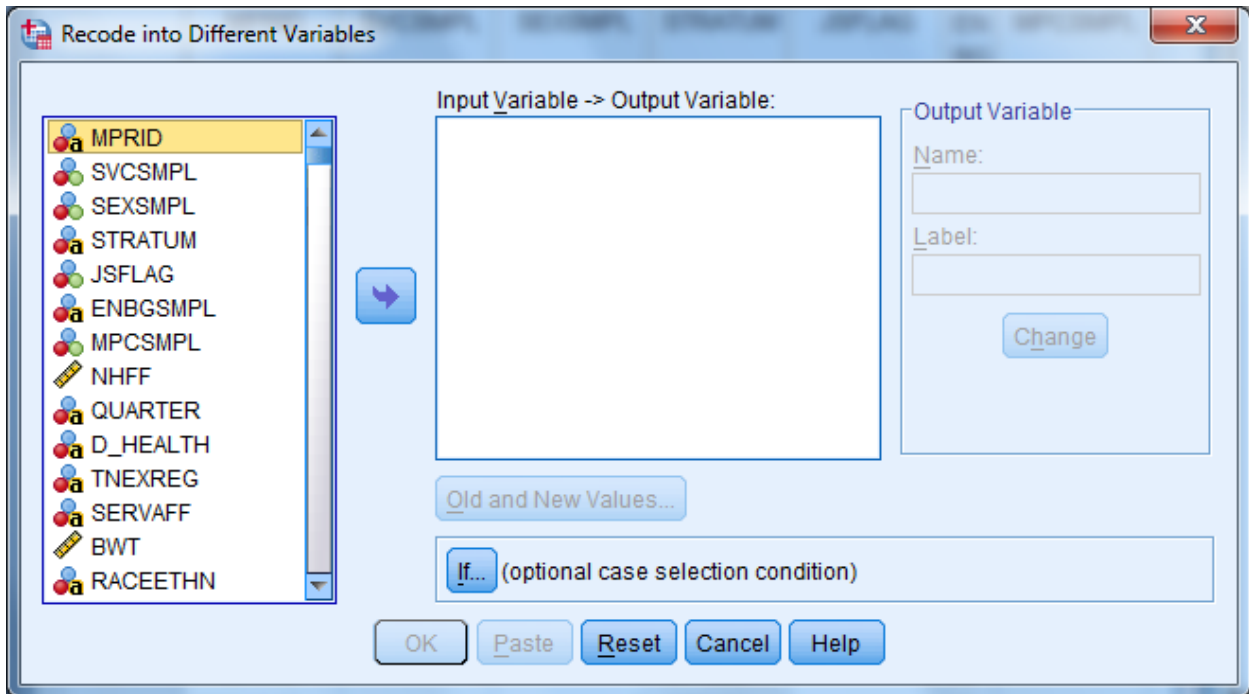 Recode into Different Variables
MPRID
SVCSMPL
SEXSMPL
STRATUM
JSFLAG
ENBGSMPL
MPCSMPL
NHFF
QUARTER
D_HEALTH
TNEXREG
SERVAFF
BWT
RACEETHN
Input Variable -> Output Variable:
Old and New Values...
If... (optional case selection condition)
Output Variable
Name:
Label:
Change
OK Paste Reset Cancel Help